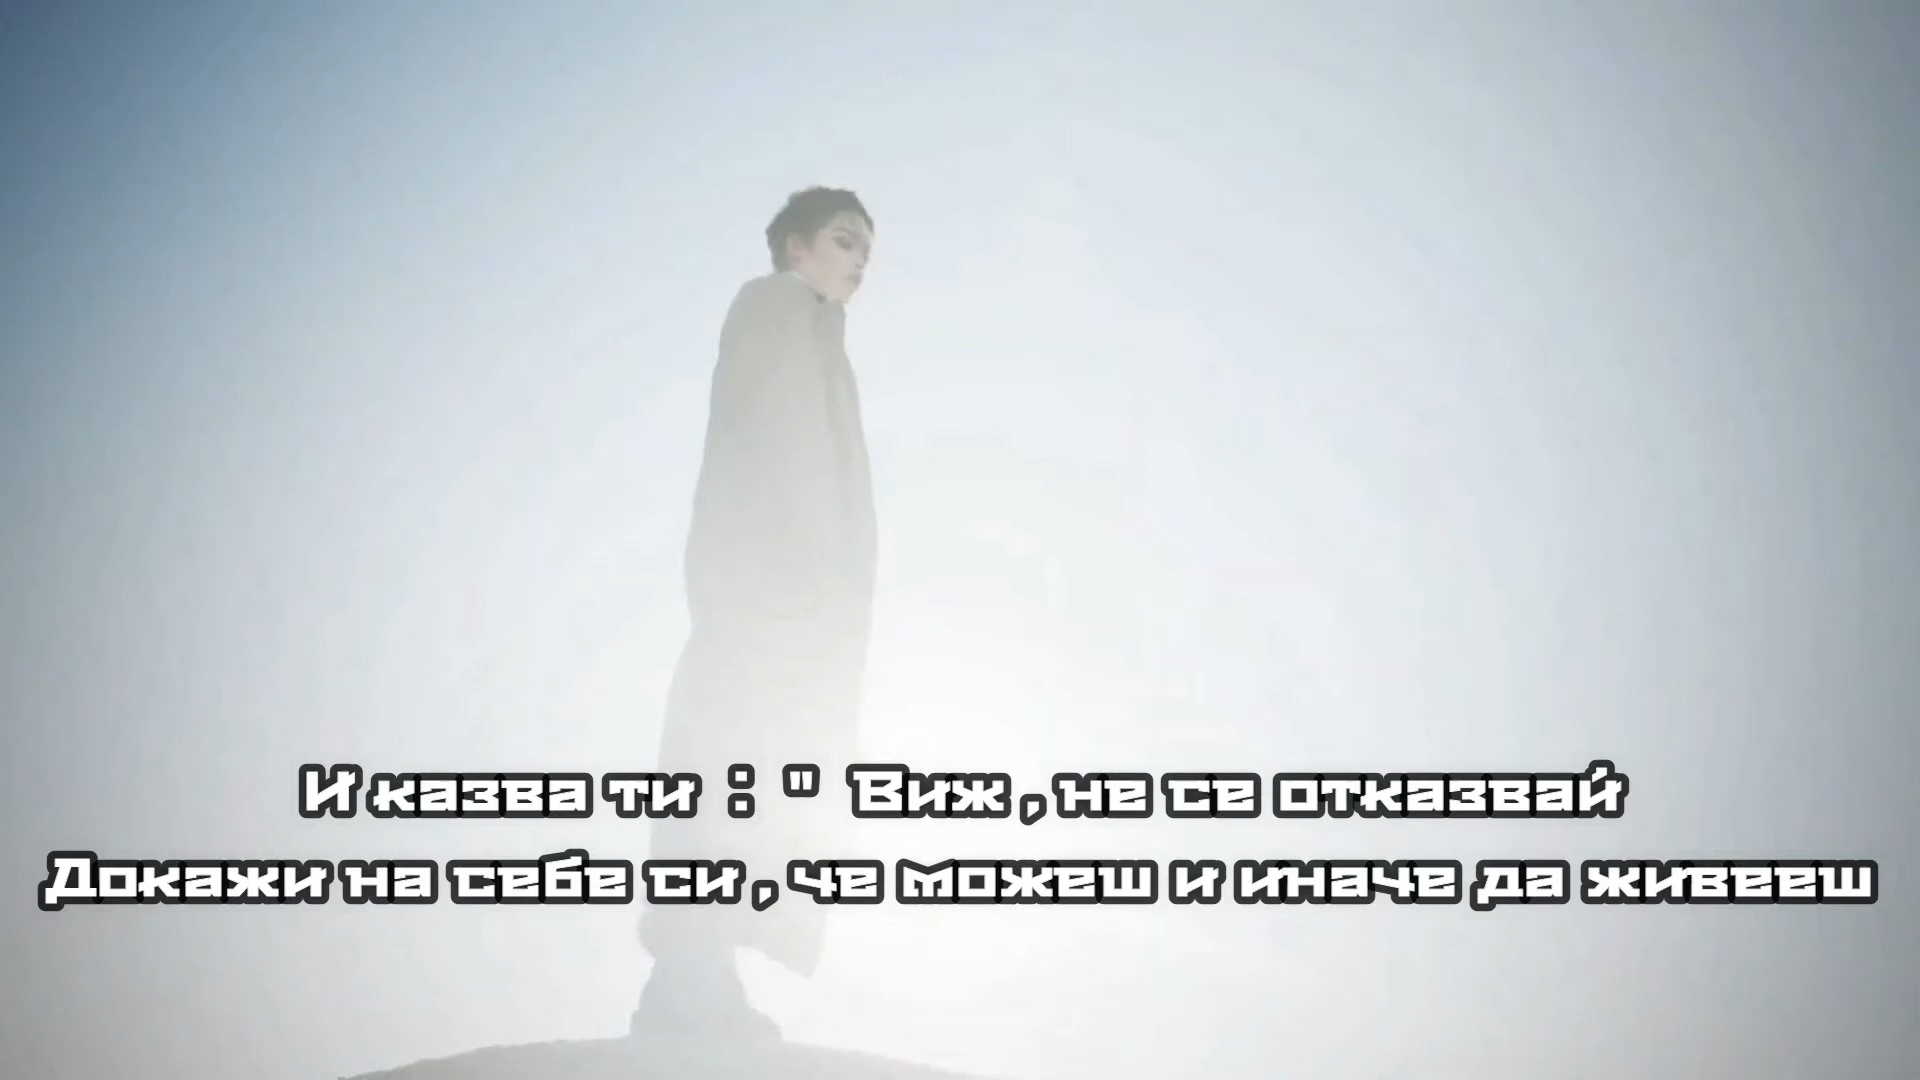 И казва ти : " Виж , не се отказвай
Докажи на себе си , че можеш и иначе да живееш